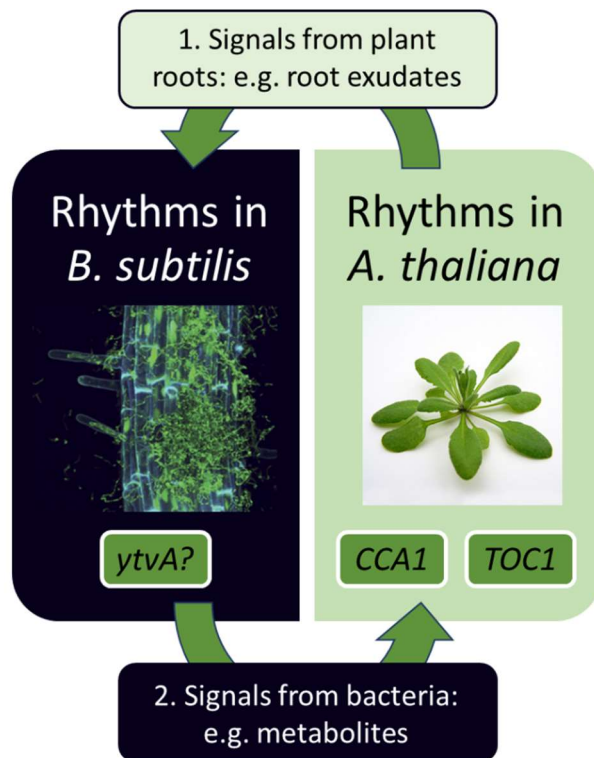 1. Signals from plant
roots: e.g. root exudates
Rhythms in
B. subtilis
Rhythms in
A. thaliana
ytvA?
CCA1
TOC1
2. Signals from bacteria:
e.g. metabolites